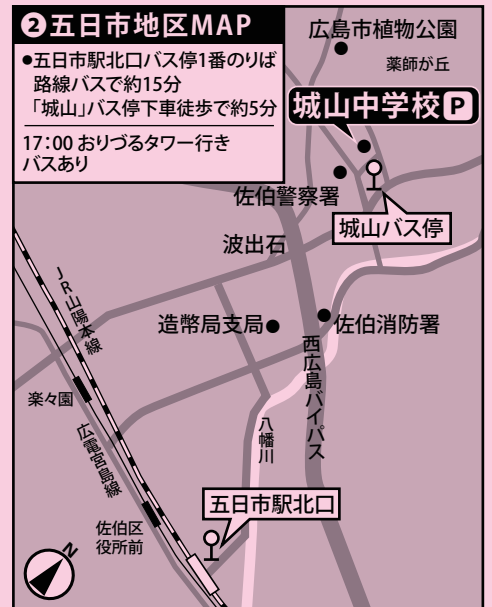 ❷五日市地区MAP
●五日市駅北口バス停1番のりば
路線バスで約15分
「城山」バス停下車徒歩で約5分
17:00 おりづるタワー行き
バスあり
広島市植物公園
薬師が丘
城山中学校P
佐伯警察署
城山バス停
波出石
造幣局支局
佐伯消防署
西広島バイパス
JR山陽本線
楽々園
広電宮島線
八幡川
五日市駅北口
佐伯区
役所前
N